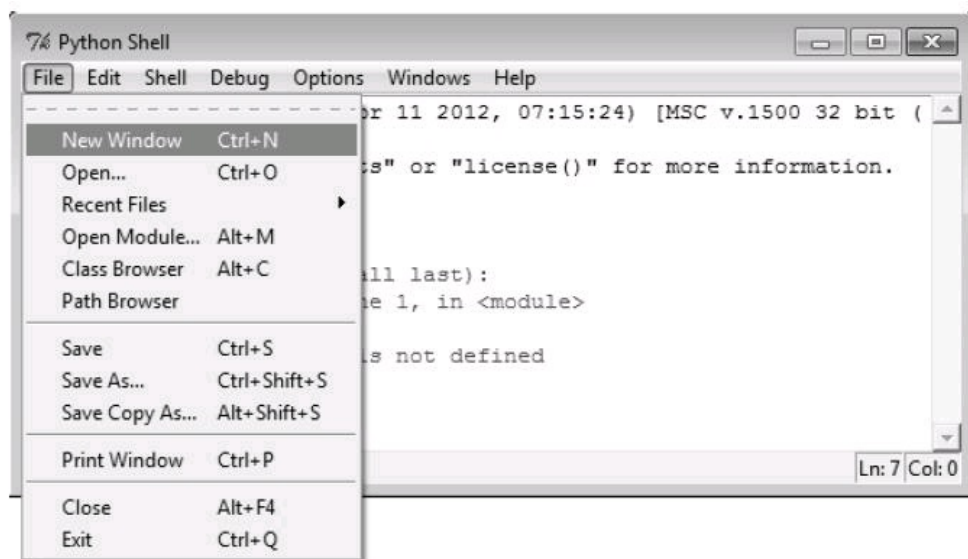 Python Shell
File Edit Shell Debug Options Windows Help
r 11 2012, 07:15:24) [MSC v.1500 32 bit (
New Window Ctrl+N
s" or "license()" for more information.
Open... Ctrl+O
Recent Files
Open Module... Alt+M
Class Browser Alt+C
all last):
Path Browser
e 1, in <module>
Save Ctrl+S
s not defined
Save As... Ctrl+Shift+S
Save Copy As... Alt+Shift+S
Print Window Ctrl+P
Ln: 7 Col: 0
Close Alt+F4
Exit Ctrl+Q